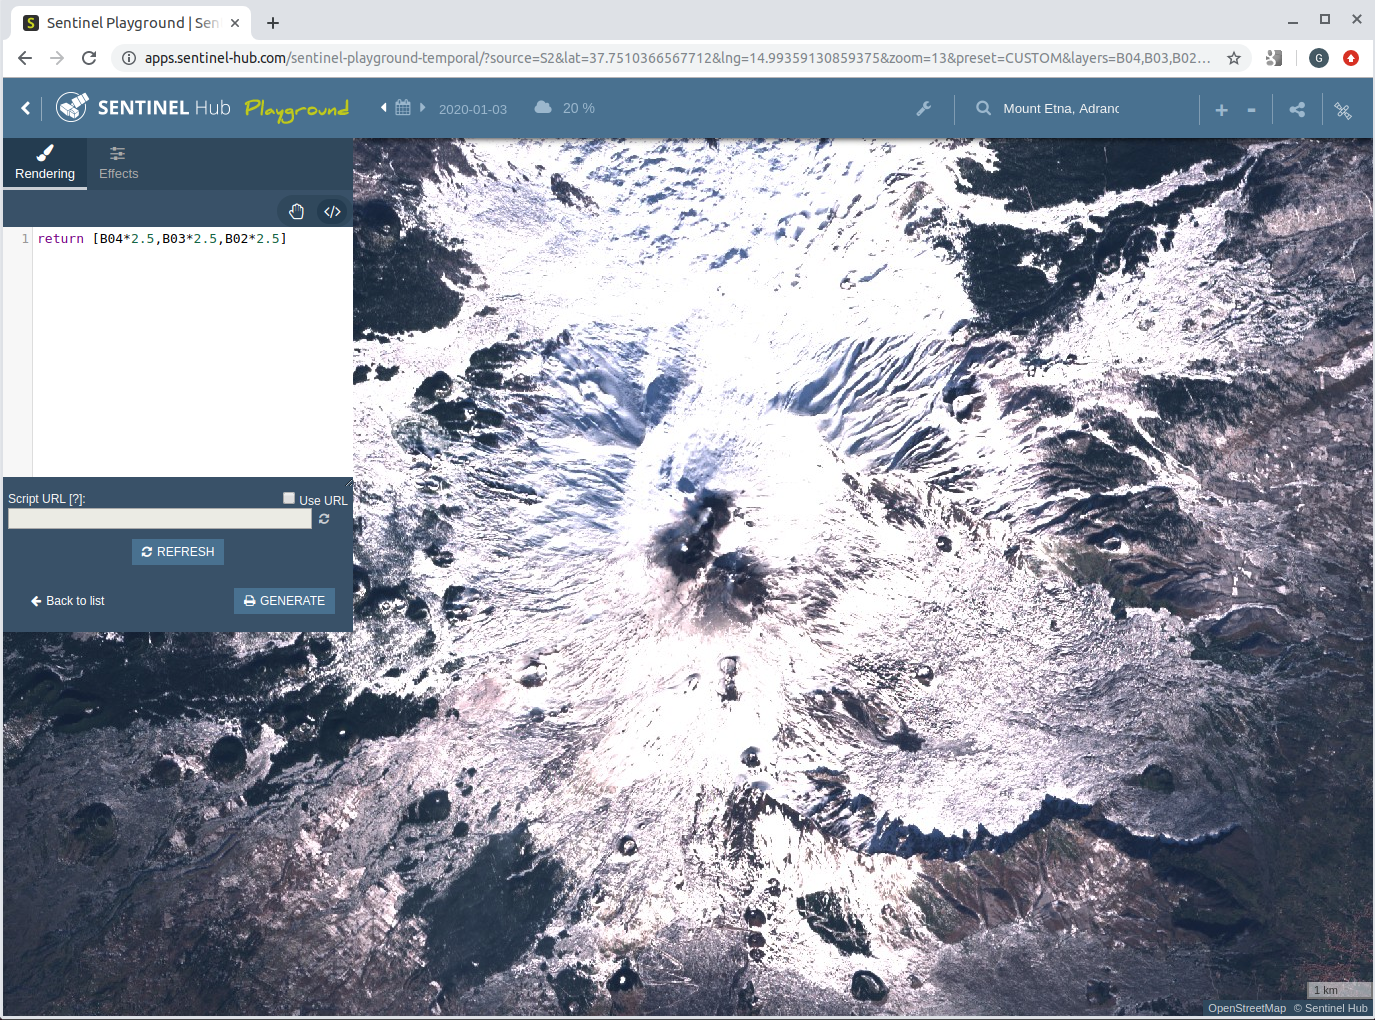 Sentinel Playground | Sen
apps.sentinel-hub.com/sentinel-playground-temporal/?source=S2&lat=37.75103665567712&lng=14.99359130859375&zoom=13&preset=CUSTOM&layers=B04,B03,B02...
G
SENTINEL Hub Playground
2020-01-03
20 %
Mount Etna, Adrano
Rendering
Effects
</>
1 return [B04*2.5,B03*2.5,B02*2.5]
Script URL [?]:
Use URL
REFRESH
Back to list
GENERATE
1 km
OpenStreetMap © Sentinel Hub